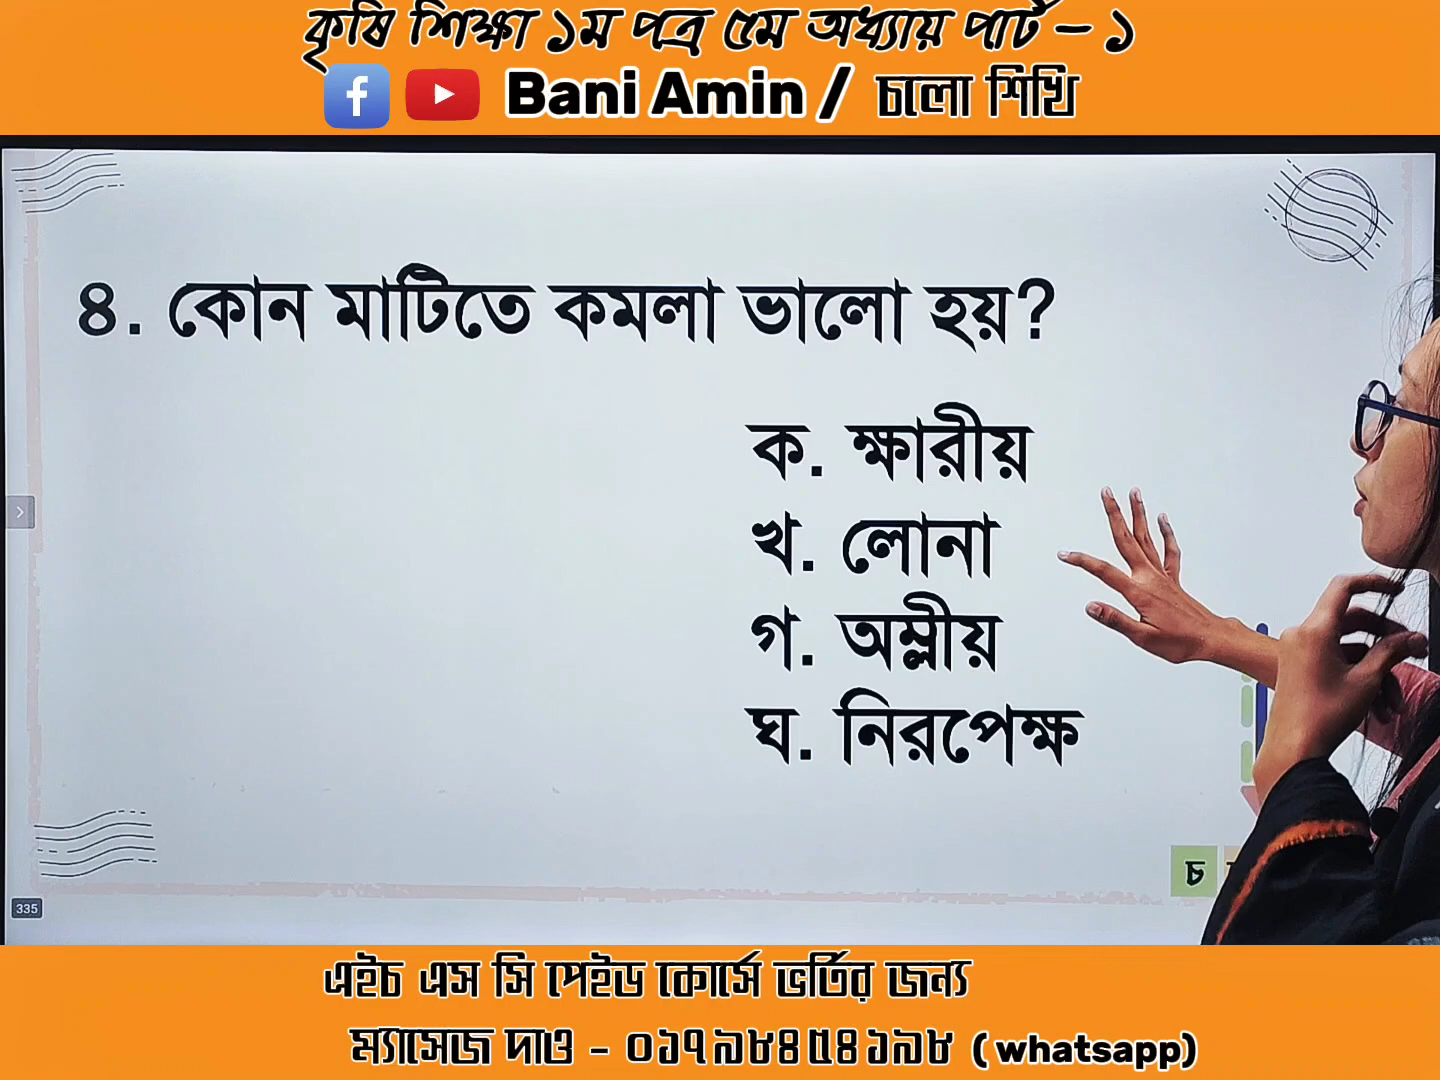 কৃষি শিক্ষা ১ম পত্র ৫ম অধ্যায় পার্ট – ১
Bani Amin / চলো শিখি
৪. কোন মাটিতে কমলা ভালো হয়?
ক. ক্ষারীয়
খ. লোনা
গ. অম্লীয়
ঘ. নিরপেক্ষ
চ
335
এইচ এস সি পেইড কোর্সে ভর্তির জন্য
ম্যাসেজ দাও - ০১৭৯৮৪৫৪১৯৮ ( whatsapp)